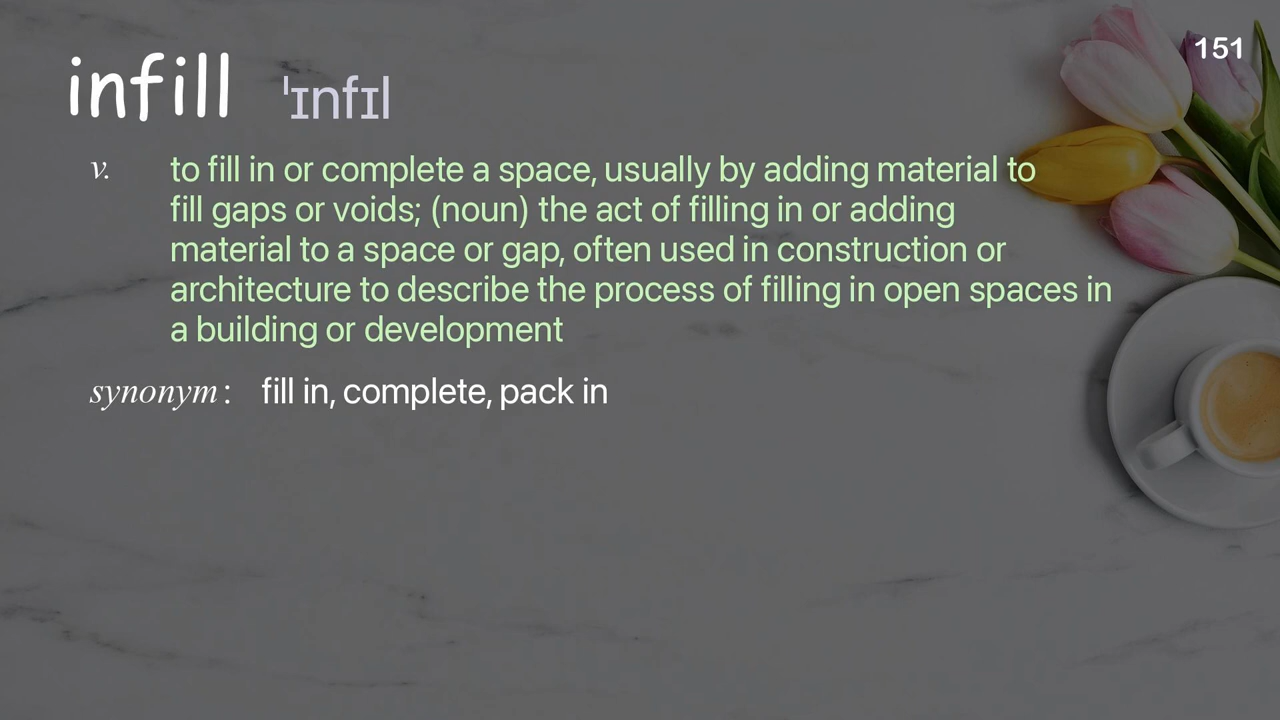 151
infill ˈɪnfɪl
v. to fill in or complete a space, usually by adding material to
fill gaps or voids; (noun) the act of filling in or adding
material to a space or gap, often used in construction or
architecture to describe the process of filling in open spaces in
a building or development
synonym: fill in, complete, pack in